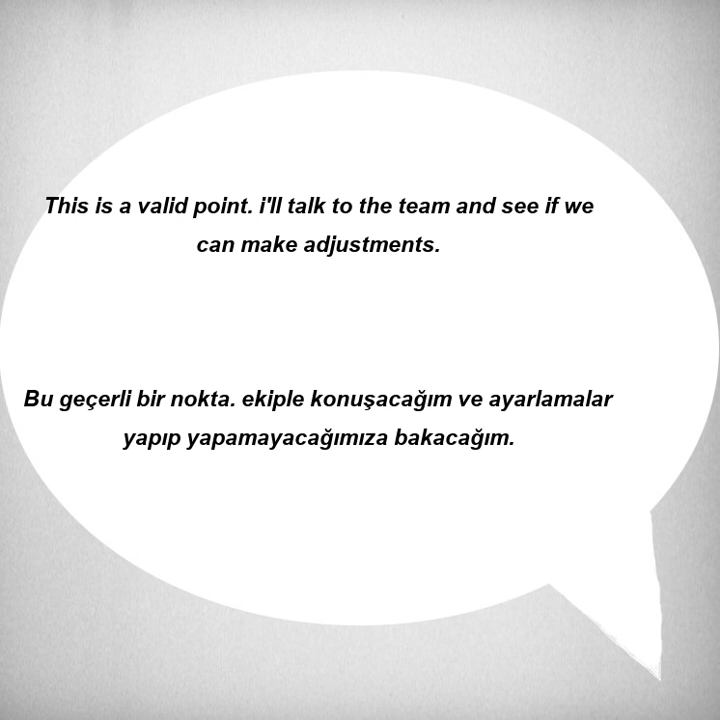 This is a valid point. i'll talk to the team and see if we
can make adjustments.
Bu geçerli bir nokta. ekiple konuşacağım ve ayarlamalar
yapıp yapamayacağımıza bakacağım.